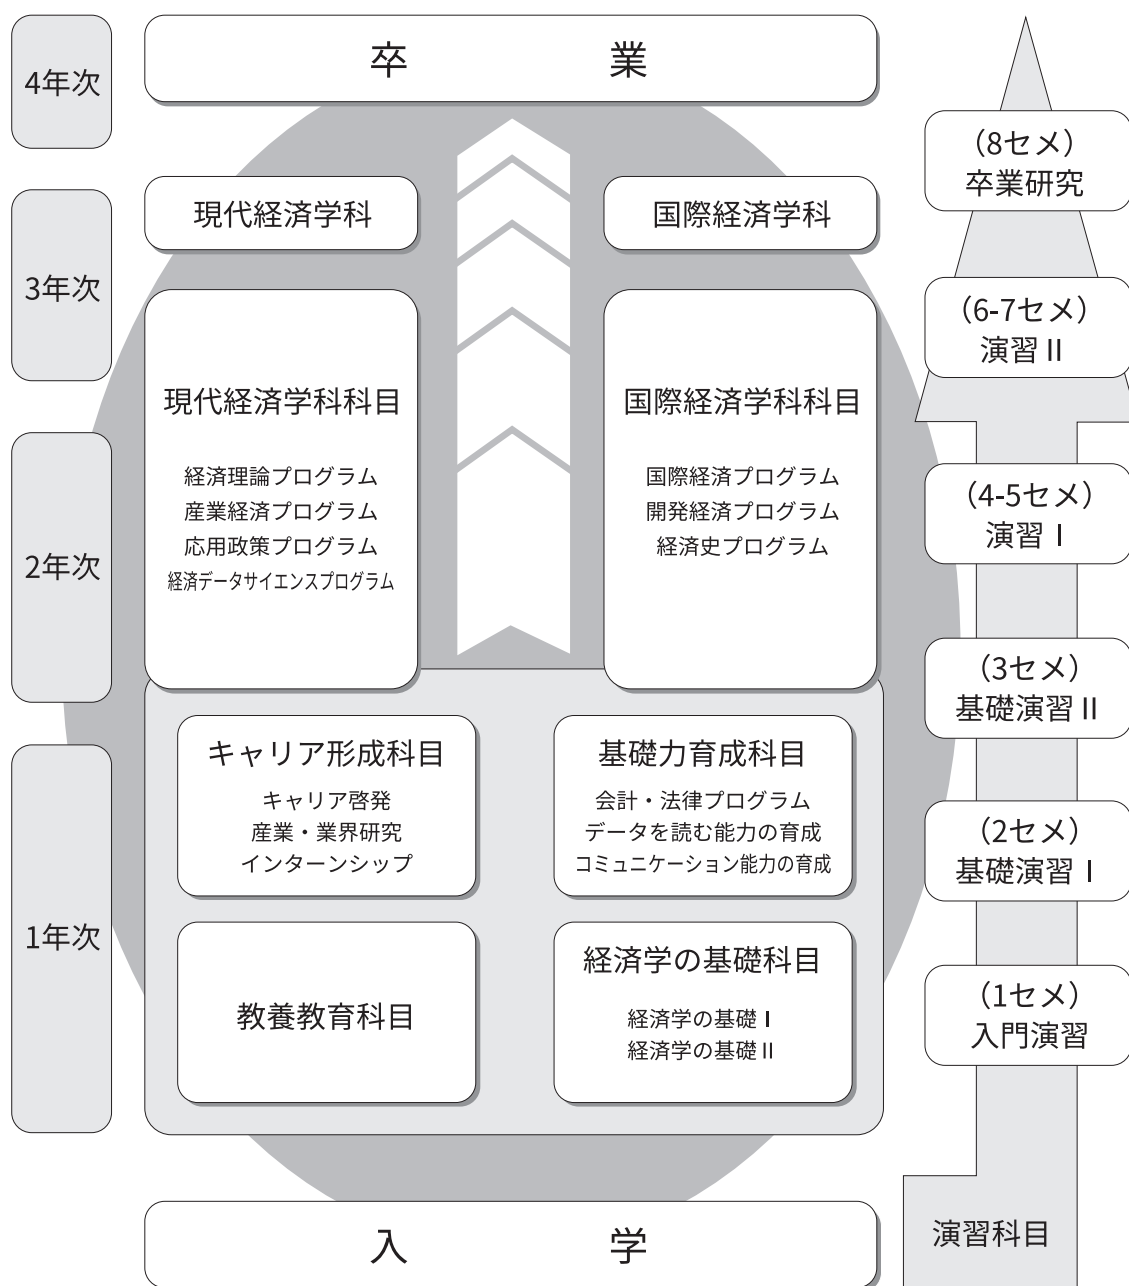 4年次
卒業
(8セメ)
卒業研究
現代経済学科
国際経済学科
3年次
(6-7セメ)
演習Ⅱ
現代経済学科科目
経済理論プログラム
産業経済プログラム
応用政策プログラム
経済データサイエンスプログラム
国際経済学科科目
国際経済プログラム
開発経済プログラム
経済史プログラム
(4-5セメ)
演習Ⅰ
2年次
(3セメ)
基礎演習Ⅱ
キャリア形成科目
キャリア啓発
産業・業界研究
インターンシップ
基礎力育成科目
会計・法律プログラム
データを読む能力の育成
コミュニケーション能力の育成
(2セメ)
基礎演習Ⅰ
1年次
教養教育科目
経済学の基礎科目
経済学の基礎Ⅰ
経済学の基礎Ⅱ
(1セメ)
入門演習
入学
演習科目